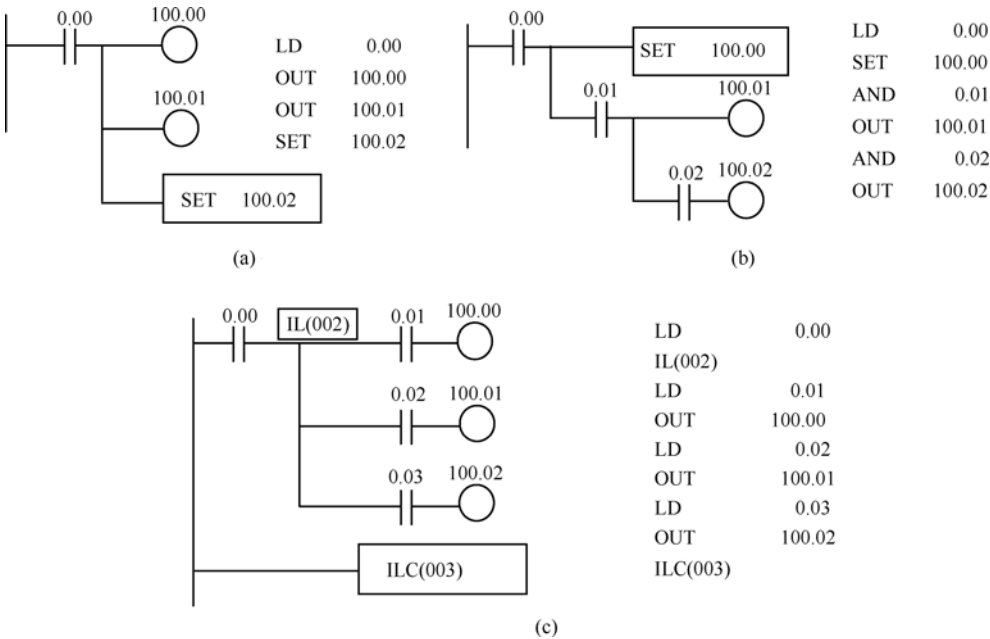 0.00
100.00
100.01
SET 100.02
LD 0.00
OUT 100.00
OUT 100.01
SET 100.02
(a)
0.00
SET 100.00
0.01
100.01
0.02
100.02
LD 0.00
SET 100.00
AND 0.01
OUT 100.01
AND 0.02
OUT 100.02
(b)
0.00
IL(002)
0.01
100.00
0.02
100.01
0.03
100.02
ILC(003)
LD 0.00
IL(002)
LD 0.01
OUT 100.00
LD 0.02
OUT 100.01
LD 0.03
OUT 100.02
ILC(003)
(c)